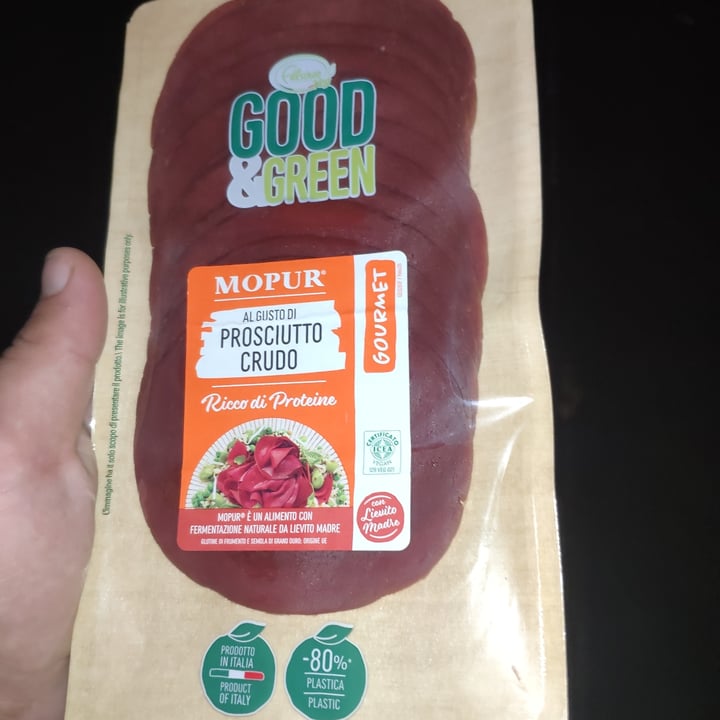 GOOD
&GREEN
MOPUR®
AL GUSTO DI
PROSCIUTTO
CRUDO
Ricco di Proteine
GOURMET
CERTIFICATO
ICEA
VEGAN
con
Lievito
Madre
MOPUR® È UN ALIMENTO CON
FERMENTAZIONE NATURALE DA LIEVITO MADRE
GLUTINE DI FRUMENTO E SEMOLA DI GRANO DURO: ORIGINE UE
L'immagine ha il solo scopo di presentare il prodotto \ The image is for illustrative purposes only.
PRODOTTO
IN ITALIA
PRODUCT
OF ITALY
-80%*
PLASTICA
PLASTIC